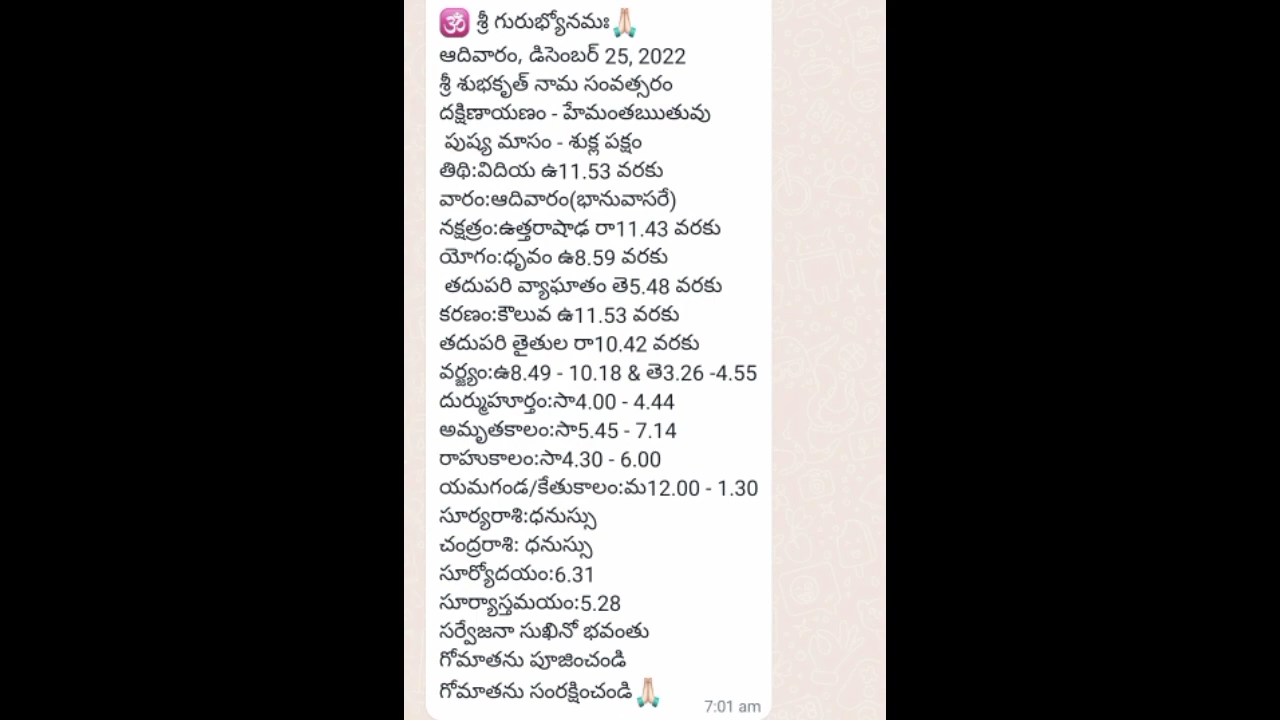 🕉️ శ్రీ గురుభ్యోనమః🙏🏻
ఆదివారం, డిసెంబర్ 25, 2022
శ్రీ శుభకృత్ నామ సంవత్సరం
దక్షిణాయణం - హేమంతఋుతువు
పుష్య మాసం - శుక్ల పక్షం
తిథి:విదియ ఉ11.53 వరకు
వారం:ఆదివారం(భానువాసరే)
నక్షత్రం:ఉత్తరాషాఢ రా11.43 వరకు
యోగం:ధృవం ఉ8.59 వరకు
తదుపరి వ్యాఘాతం తె5.48 వరకు
కరణం:కౌలువ ఉ11.53 వరకు
తదుపరి తైతుల రా10.42 వరకు
వర్జ్యం:ఉ8.49 - 10.18 & తె3.26 -4.55
దుర్ముహూర్తం:సా4.00 - 4.44
అమృతకాలం:సా5.45 - 7.14
రాహుకాలం:సా4.30 - 6.00
యమగండ/కేతుకాలం:మ12.00 - 1.30
సూర్యరాశి:ధనుస్సు
చంద్రరాశి: ధనుస్సు
సూర్యోదయం:6.31
సూర్యాస్తమయం:5.28
సర్వేజనా సుఖినో భవంతు
గోమాతను పూజించండి
గోమాతను సంరక్షించండి🙏🏻
7:01 am